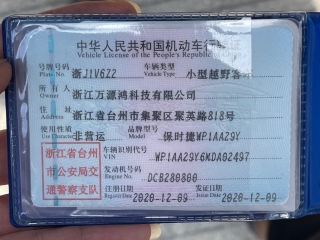 中华人民共和国机动车行
Vehicle License of the People's Republic
号牌号码 浙J1V6Z2 车辆类型 小型越野客
Plate No. Vehicle Type
所有人 浙江万源鸿科技有限公司
Owner
住址 浙江省台州市集聚区聚英路818号
Address
使用性质 非营运 品牌型号 保时捷WP1AA29Y
Use Character Model
浙江省台州市公安局交通警察支队
车辆识别代号 WP1AA29Y6MDA02497
VIN
发动机号码 DCB280800
Engine No.
注册日期 2020-12-09 发证日期 2020-12-09
Register Date Issue Date